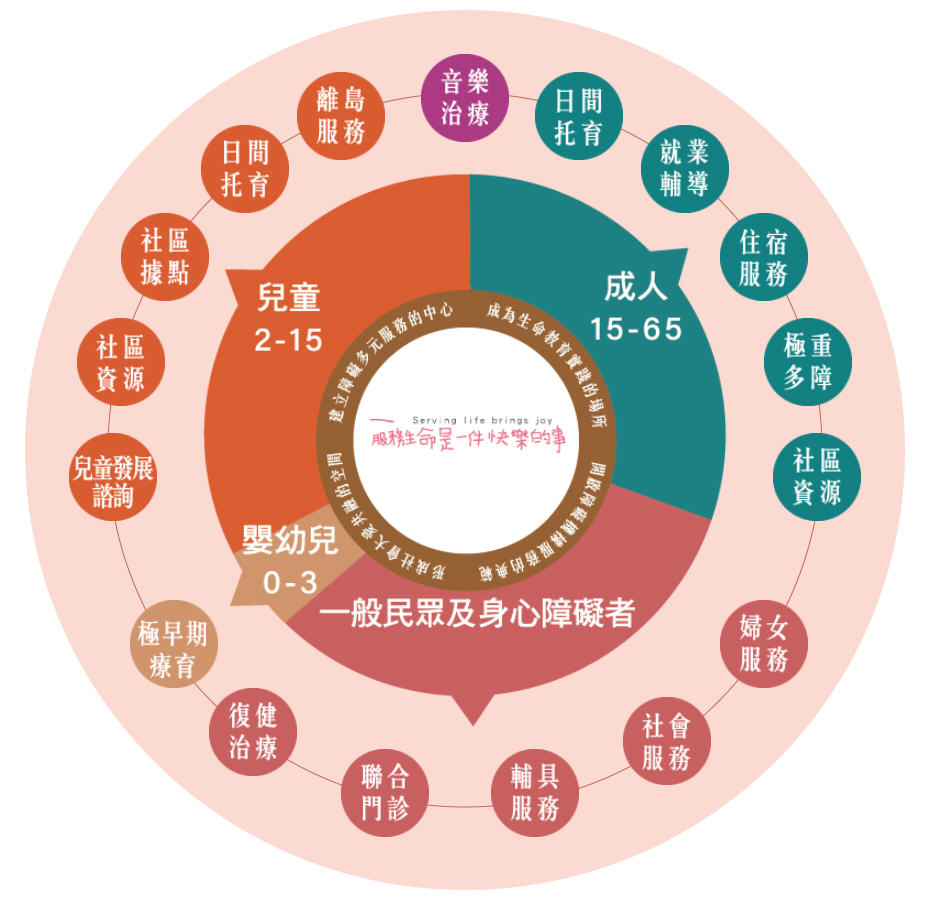 音樂
治療
日間
托育
就業
輔導
住宿
服務
極重
多障
社區
資源
婦女
服務
社會
服務
輔具
服務
聯合
門診
復健
治療
極早期
療育
兒童發展
諮詢
社區
資源
社區
據點
日間
托育
離島
服務
兒童
2-15
成人
15-65
一般民眾及身心障礙者
嬰幼兒
0-3
建立障礙多元服務的中心
成為生命教育實踐的場所
開啟障礙機構服務的典範
形成社會大愛共融的空間
Serving life brings joy
服務生命是一件快樂的事